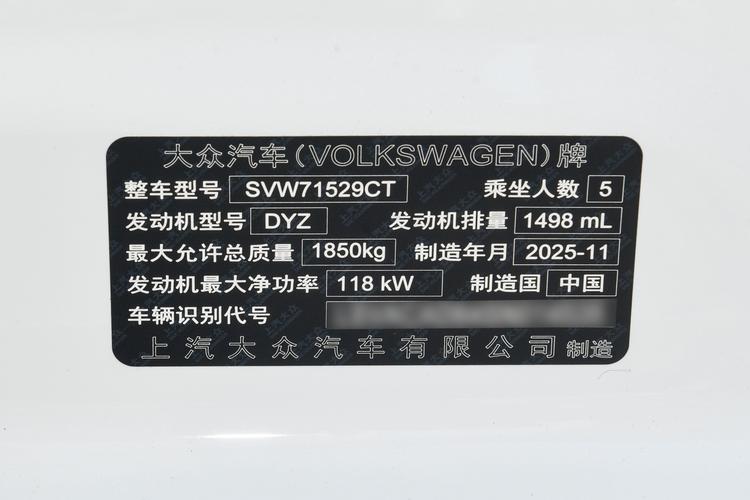 大众汽车(VOLKSWAGEN)牌
整车型号 SVW71529CT 乘坐人数 5
发动机型号 DYZ 发动机排量 1498 mL
最大允许总质量 1850kg 制造年月 2025-11
发动机最大净功率 118 kW 制造国 中国
车辆识别代号
上汽大众汽车有限公司 制造